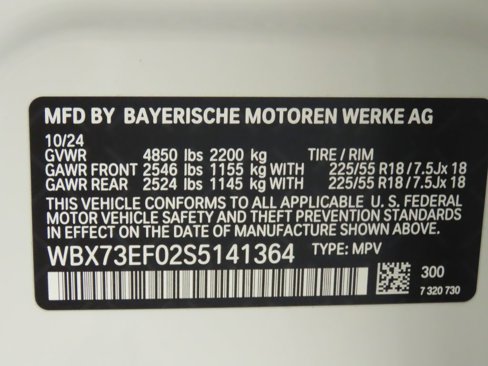 MFD BY BAYERISCHE MOTOREN WERKE AG
10/24
GVWR 4850 lbs 2200 kg TIRE / RIM
GAWR FRONT 2546 lbs 1155 kg WITH 225/55 R18 / 7.5Jx 18
GAWR REAR 2524 lbs 1145 kg WITH 225/55 R18 / 7.5Jx 18
THIS VEHICLE CONFORMS TO ALL APPLICABLE U. S. FEDERAL
MOTOR VEHICLE SAFETY AND THEFT PREVENTION STANDARDS
IN EFFECT ON THE DATE OF MANUFACTURE SHOWN ABOVE.
WBX73EF02S5141364 TYPE: MPV
300
7 320 730